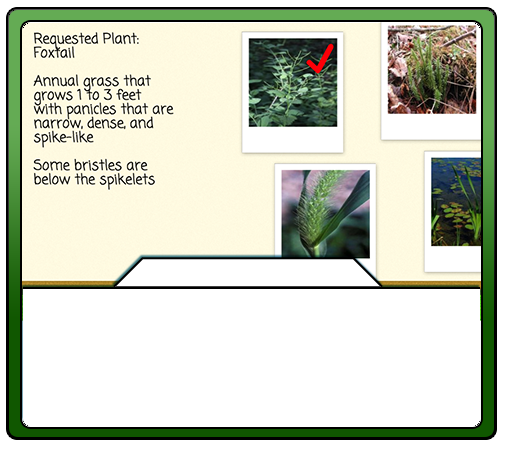 Requested Plant:
Foxtail
Annual grass that
grows 1 to 3 feet
with panicles that are
narrow, dense, and
spike-like
Some bristles are
below the spikelets